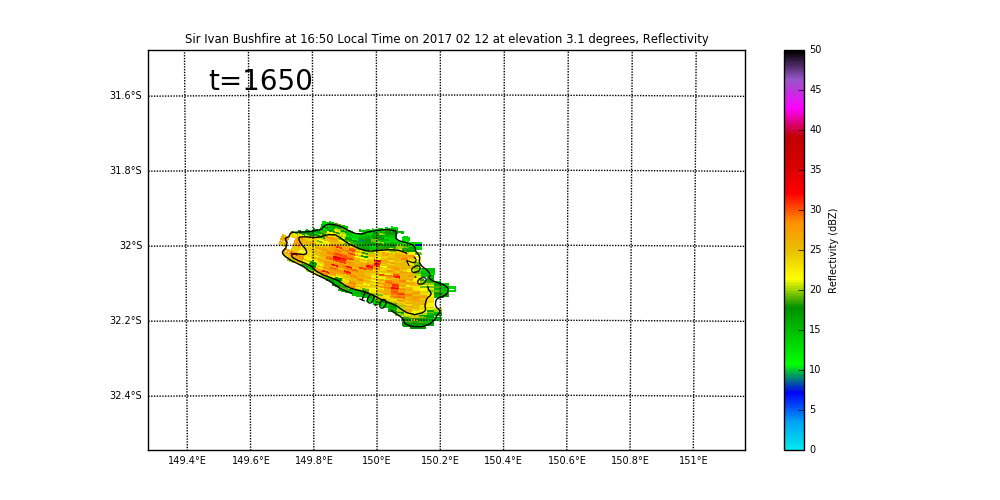 Sir Ivan Bushfire at 16:50 Local Time on 2017 02 12 at elevation 3.1 degrees, Reflectivity
t=1650
31.6°S
31.8°S
32°S
32.2°S
32.4°S
149.4°E 149.6°E 149.8°E 150°E 150.2°E 150.4°E 150.6°E 150.8°E 151°E
50
45
40
35
30
25
20
15
10
5
0
Reflectivity (dBZ)